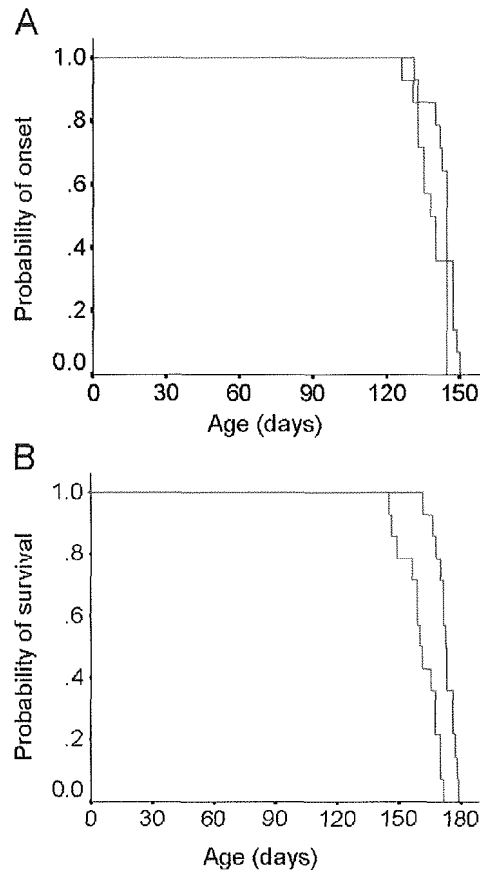 A
Probability of onset
1.0
.8
.6
.4
.2
0.0
0 30 60 90 120 150
Age (days)
B
Probability of survival
1.0
.8
.6
.4
.2
0.0
0 30 60 90 120 150 180
Age (days)